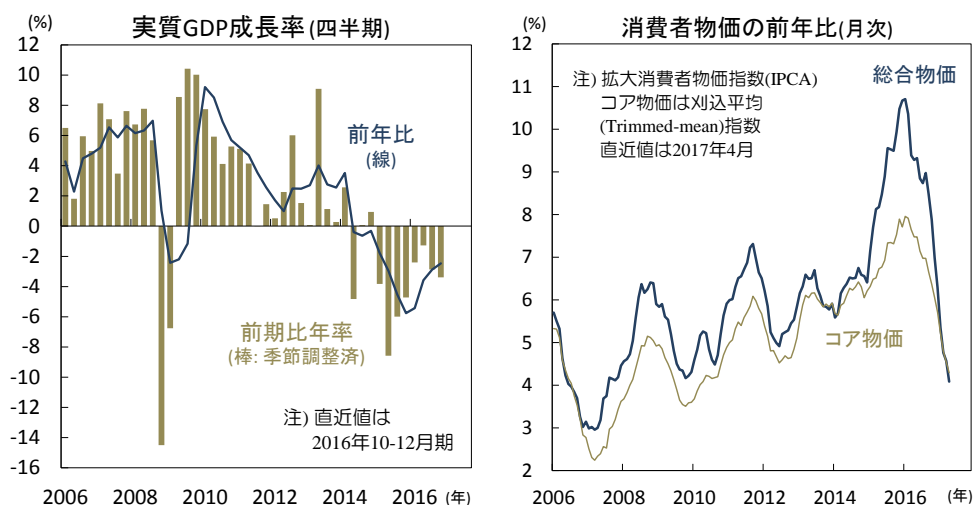 実質GDP成長率(四半期)
(%)
12
10
8
6
4
2
0
-2
-4
-6
-8
-10
-12
-14
-16
前年比
(線)
前期比年率
(棒: 季節調整済)
注) 直近値は
2016年10-12月期
2006 2008 2010 2012 2014 2016 (年)
消費者物価の前年比(月次)
(%)
12
11
10
9
8
7
6
5
4
3
2
注) 拡大消費者物価指数(IPCA)
コア物価は刈込平均
(Trimmed-mean)指数
直近値は2017年4月
総合物価
コア物価
2006 2008 2010 2012 2014 2016 (年)